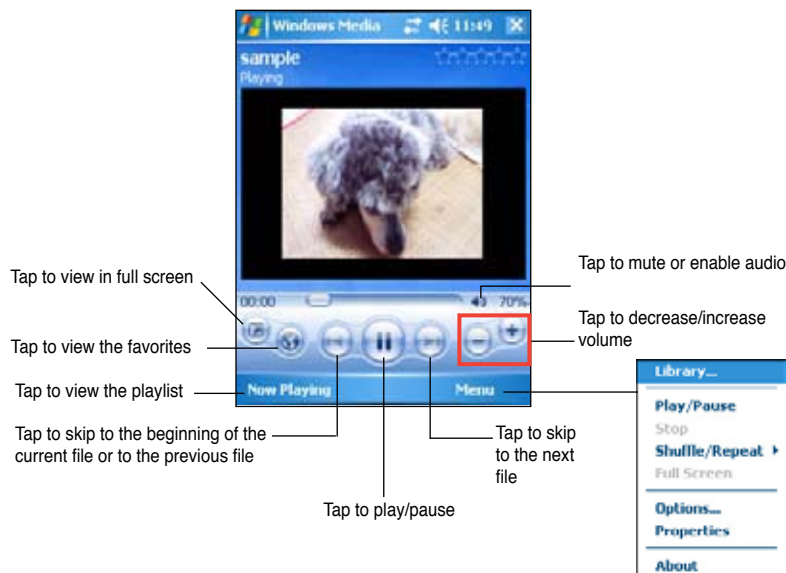 Windows Media 11:49
sample
Playing
Tap to view in full screen
Tap to mute or enable audio
00:00 70%
Tap to decrease/increase
volume
Tap to view the favorites
Tap to view the playlist
Now Playing Menu
Tap to skip to the beginning of the
current file or to the previous file
Tap to skip
to the next
file
Tap to play/pause
Library...
Play/Pause
Stop
Shuffle/Repeat
Full Screen
Options...
Properties
About